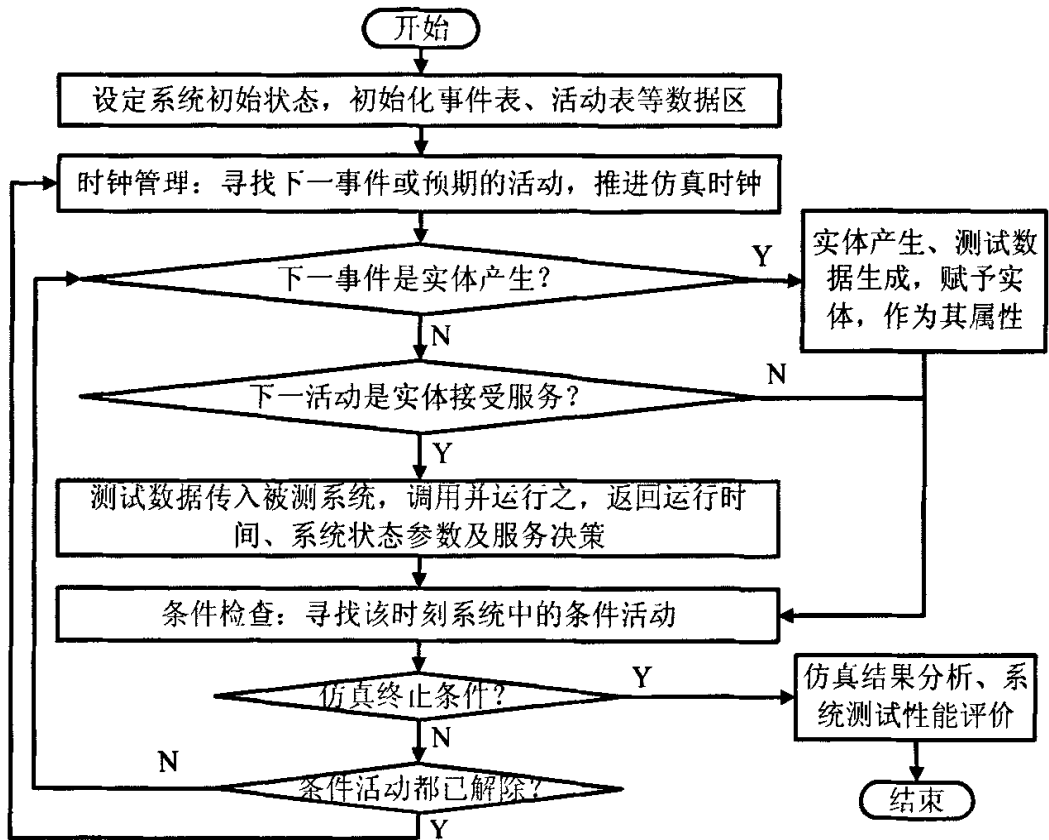 开始
设定系统初始状态，初始化事件表、活动表等数据区
时钟管理：寻找下一事件或预期的活动，推进仿真时钟
下一事件是实体产生？
Y
实体产生、测试数
据生成，赋予实
体，作为其属性
N
下一活动是实体接受服务？
N
Y
测试数据传入被测系统，调用并运行之，返回运行时
间、系统状态参数及服务决策
条件检查：寻找该时刻系统中的条件活动
仿真终止条件？
Y
仿真结果分析、系
统测试性能评价
N
N
条件活动都已解除？
结束
Y